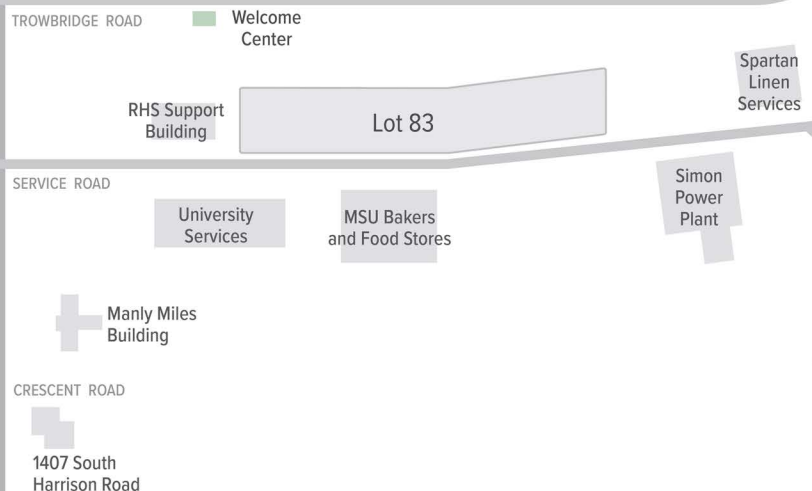 TROWBRIDGE ROAD
Welcome
Center
Spartan
Linen
Services
RHS Support
Building
Lot 83
SERVICE ROAD
Simon
Power
Plant
University
Services
MSU Bakers
and Food Stores
Manly Miles
Building
CRESCENT ROAD
1407 South
Harrison Road